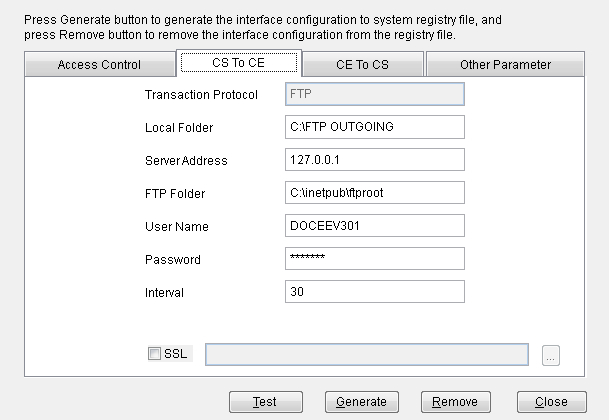 Press Generate button to generate the interface configuration to system registry file, and
press Remove button to remove the interface configuration from the registry file.
Access Control CS To CE CE To CS Other Parameter
Transaction Protocol FTP
Local Folder C:\FTP OUTGOING
Server Address 127.0.0.1
FTP Folder C:\inetpub\ftproot
User Name DOCEEV301
Password *******
Interval 30
SSL ...
Test Generate Remove Close